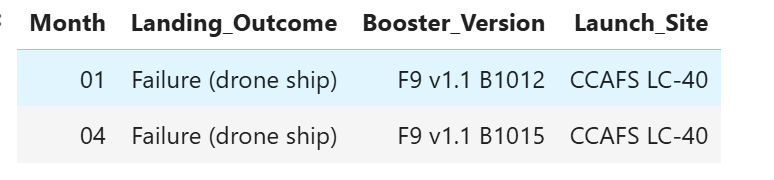 Month Landing_Outcome Booster_Version Launch_Site
01 Failure (drone ship) F9 v1.1 B1012 CCAFS LC-40
04 Failure (drone ship) F9 v1.1 B1015 CCAFS LC-40